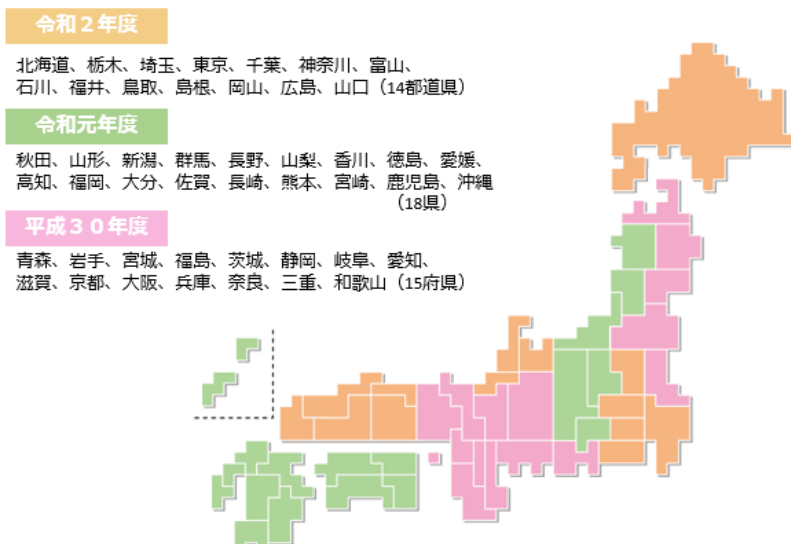 令和２年度
北海道、栃木、埼玉、東京、千葉、神奈川、富山、
石川、福井、鳥取、島根、岡山、広島、山口（14都道県）
令和元年度
秋田、山形、新潟、群馬、長野、山梨、香川、徳島、愛媛、
高知、福岡、大分、佐賀、長崎、熊本、宮崎、鹿児島、沖縄
（18県）
平成３０年度
青森、岩手、宮城、福島、茨城、静岡、岐阜、愛知、
滋賀、京都、大阪、兵庫、奈良、三重、和歌山（15府県）